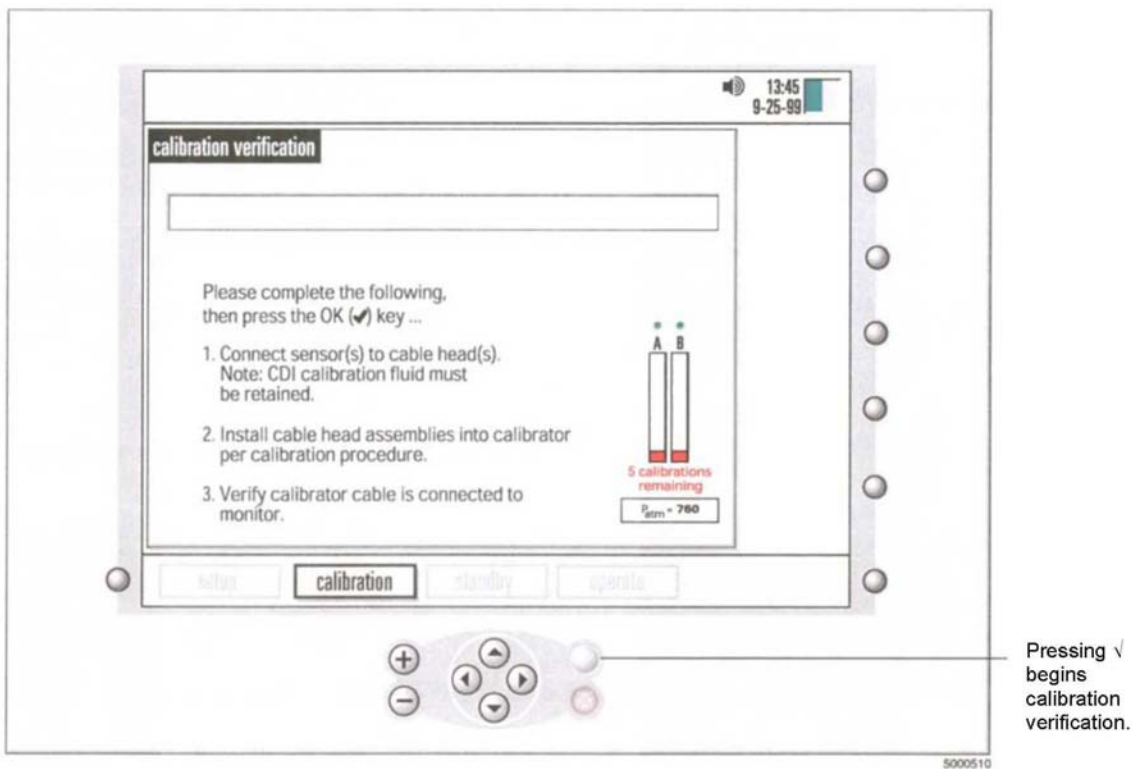 13:45
9-25-99
calibration verification
Please complete the following,
then press the OK (✔) key ...
1. Connect sensor(s) to cable head(s).
Note: CDI calibration fluid must
be retained.
2. Install cable head assemblies into calibrator
per calibration procedure.
3. Verify calibrator cable is connected to
monitor.
A B
5 calibrations
remaining
Patm = 760
setup calibration standby operate
+
−
Pressing √
begins
calibration
verification.
5000510